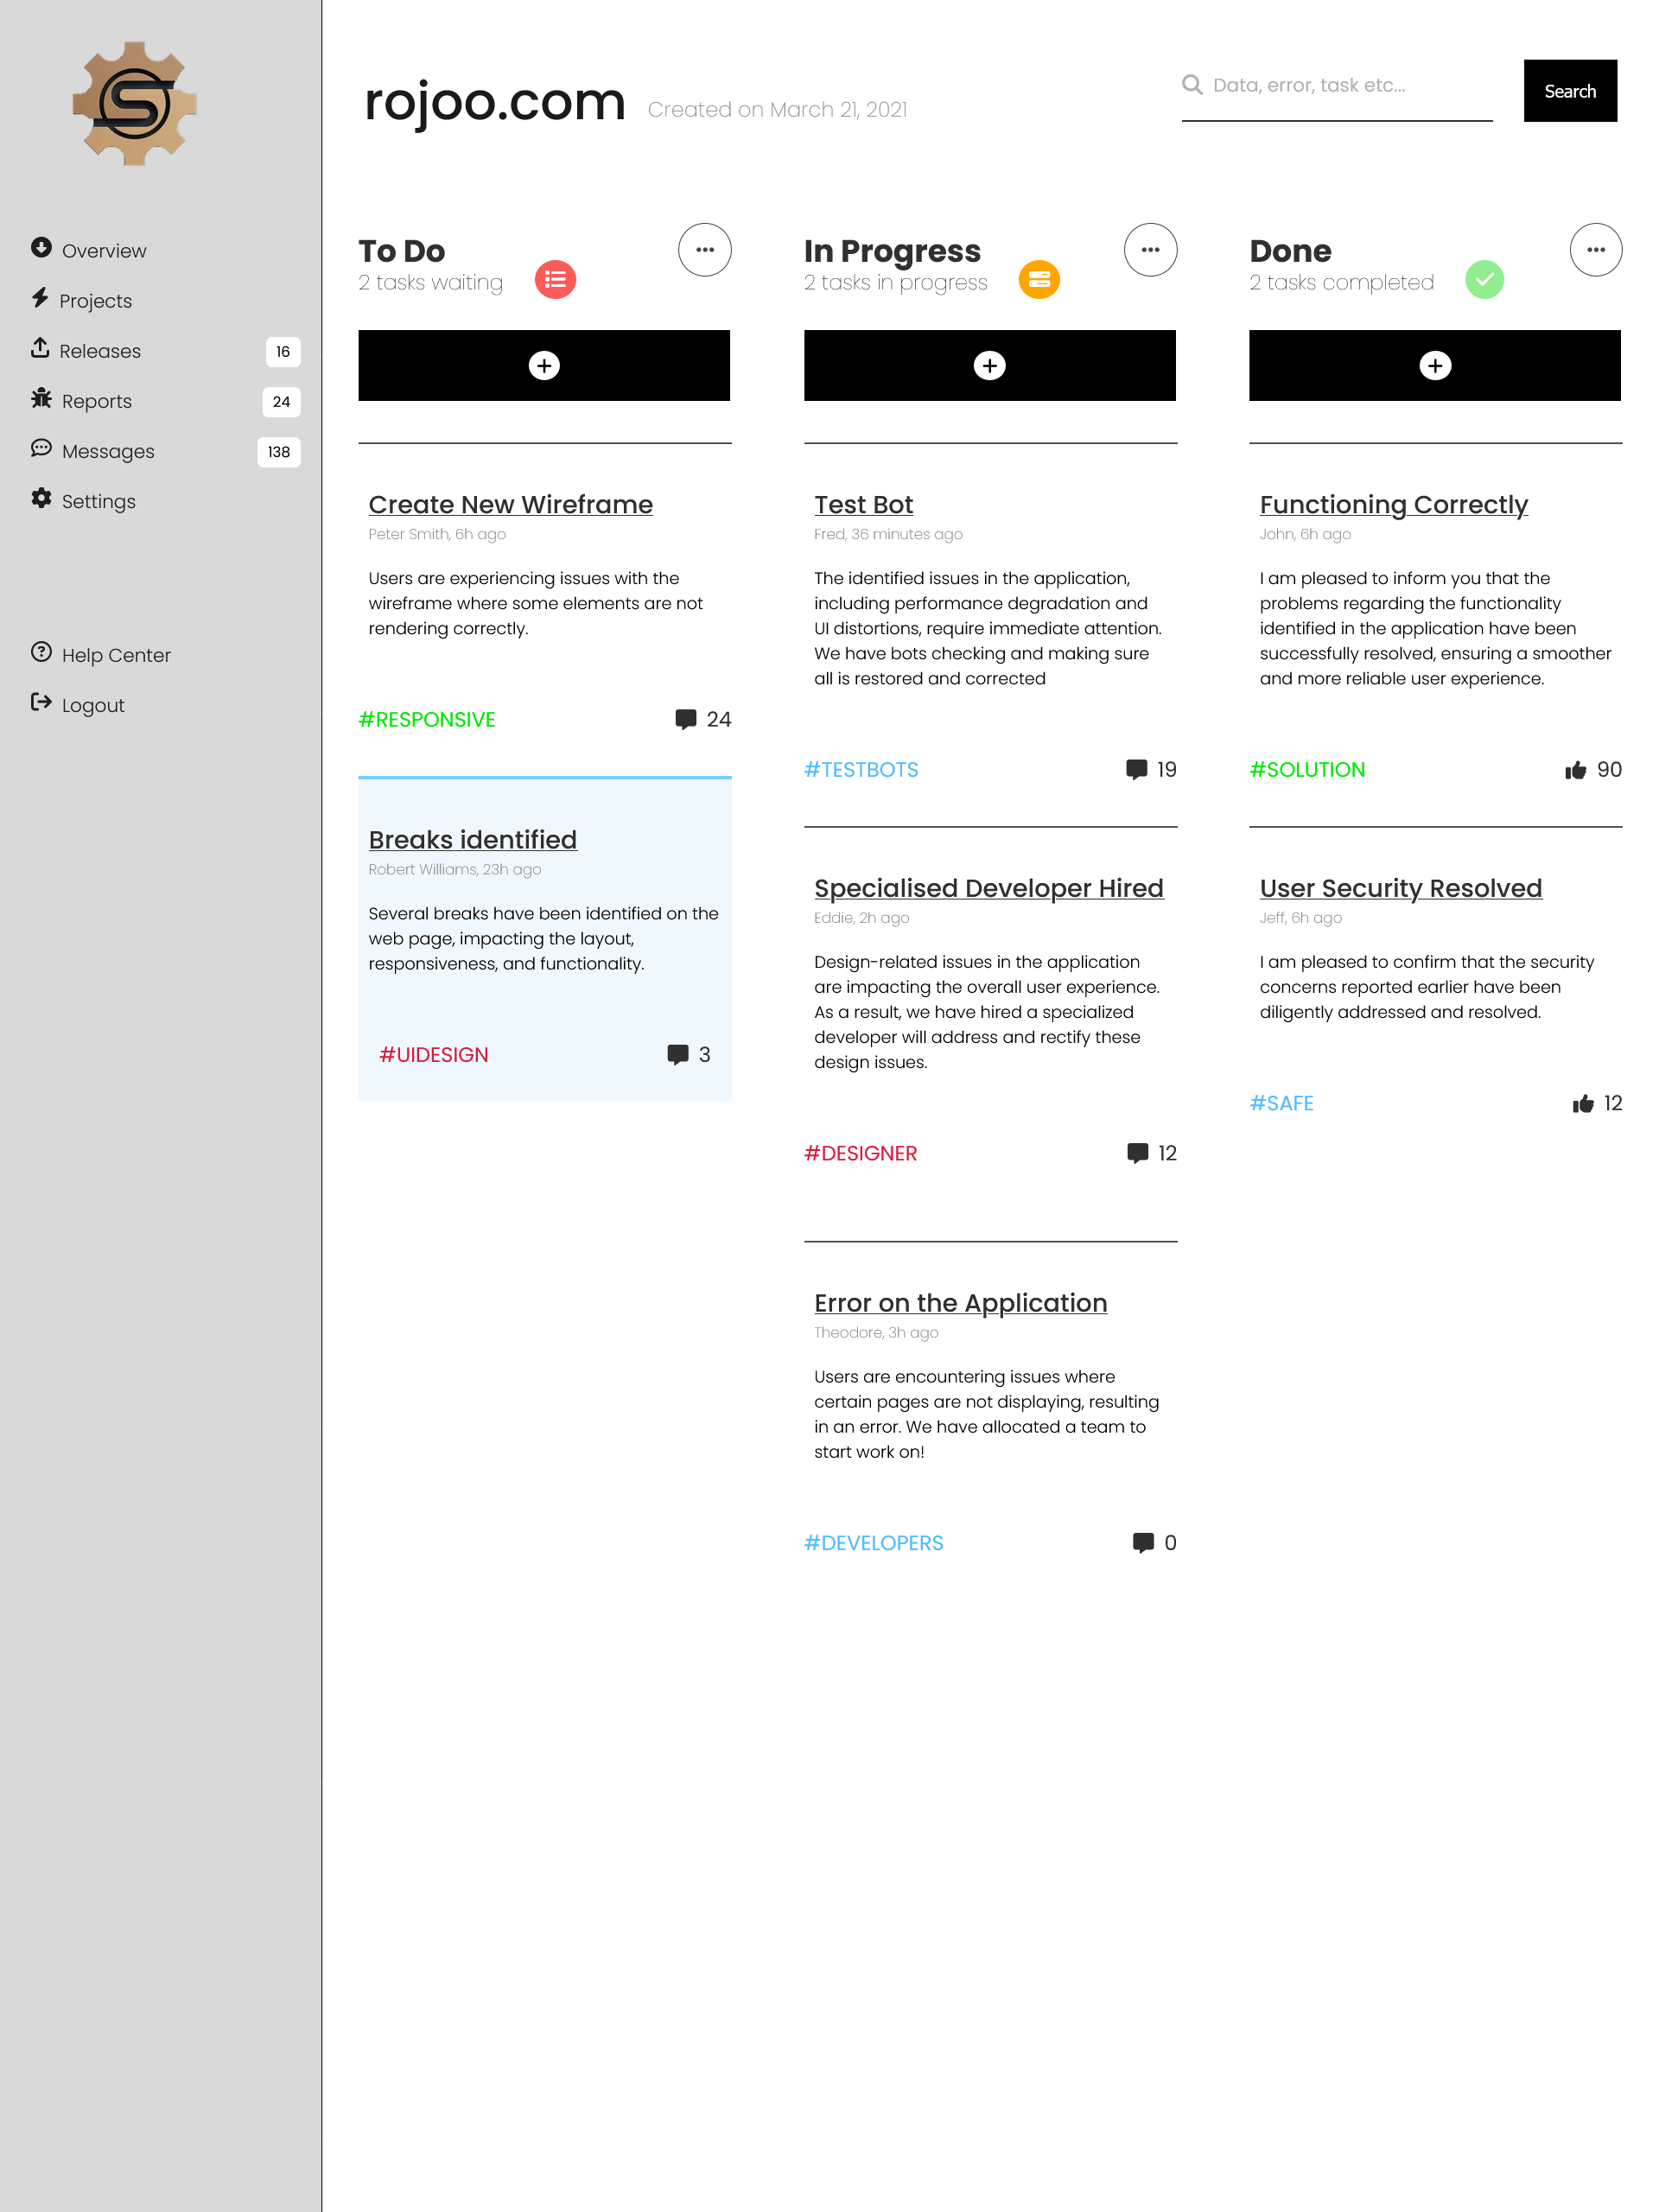 S
Overview
Projects
Releases 16
Reports 24
Messages 138
Settings
Help Center
Logout
rojoo.com Created on March 21, 2021
Data, error, task etc...
Search
To Do
2 tasks waiting
Create New Wireframe
Peter Smith, 6h ago
Users are experiencing issues with the
wireframe where some elements are not
rendering correctly.
#RESPONSIVE 24
Breaks identified
Robert Williams, 23h ago
Several breaks have been identified on the
web page, impacting the layout,
responsiveness, and functionality.
#UIDESIGN 3
In Progress
2 tasks in progress
Test Bot
Fred, 36 minutes ago
The identified issues in the application,
including performance degradation and
UI distortions, require immediate attention.
We have bots checking and making sure
all is restored and corrected
#TESTBOTS 19
Specialised Developer Hired
Eddie, 2h ago
Design-related issues in the application
are impacting the overall user experience.
As a result, we have hired a specialized
developer will address and rectify these
design issues.
#DESIGNER 12
Error on the Application
Theodore, 3h ago
Users are encountering issues where
certain pages are not displaying, resulting
in an error. We have allocated a team to
start work on!
#DEVELOPERS 0
Done
2 tasks completed
Functioning Correctly
John, 6h ago
I am pleased to inform you that the
problems regarding the functionality
identified in the application have been
successfully resolved, ensuring a smoother
and more reliable user experience.
#SOLUTION 90
User Security Resolved
Jeff, 6h ago
I am pleased to confirm that the security
concerns reported earlier have been
diligently addressed and resolved.
#SAFE 12